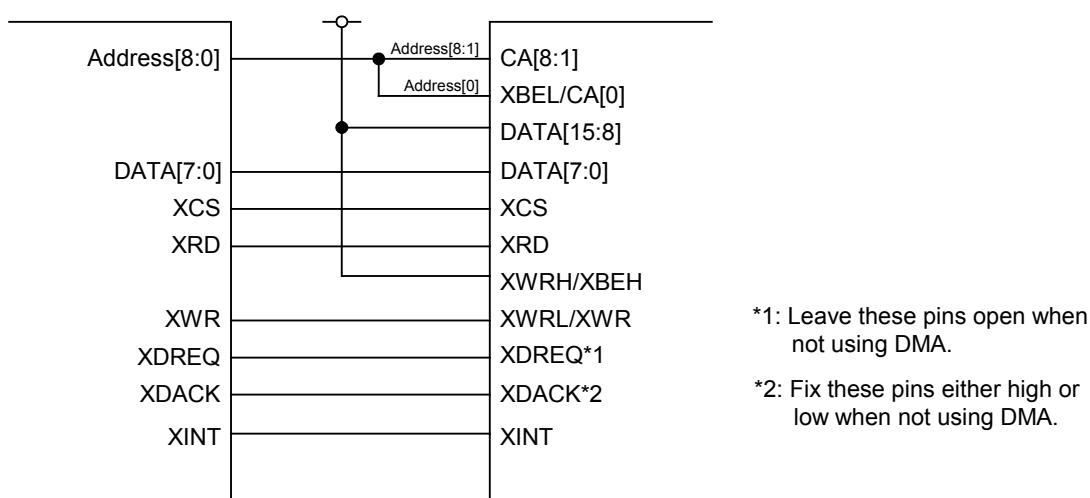 Address[8:0]
Address[8:1]
CA[8:1]
Address[0]
XBEL/CA[0]
DATA[15:8]
DATA[7:0]
DATA[7:0]
XCS
XCS
XRD
XRD
XWRH/XBEH
XWR
XWRL/XWR
XDREQ
XDREQ*1
XDACK
XDACK*2
XINT
XINT
*1: Leave these pins open when
not using DMA.
*2: Fix these pins either high or
low when not using DMA.